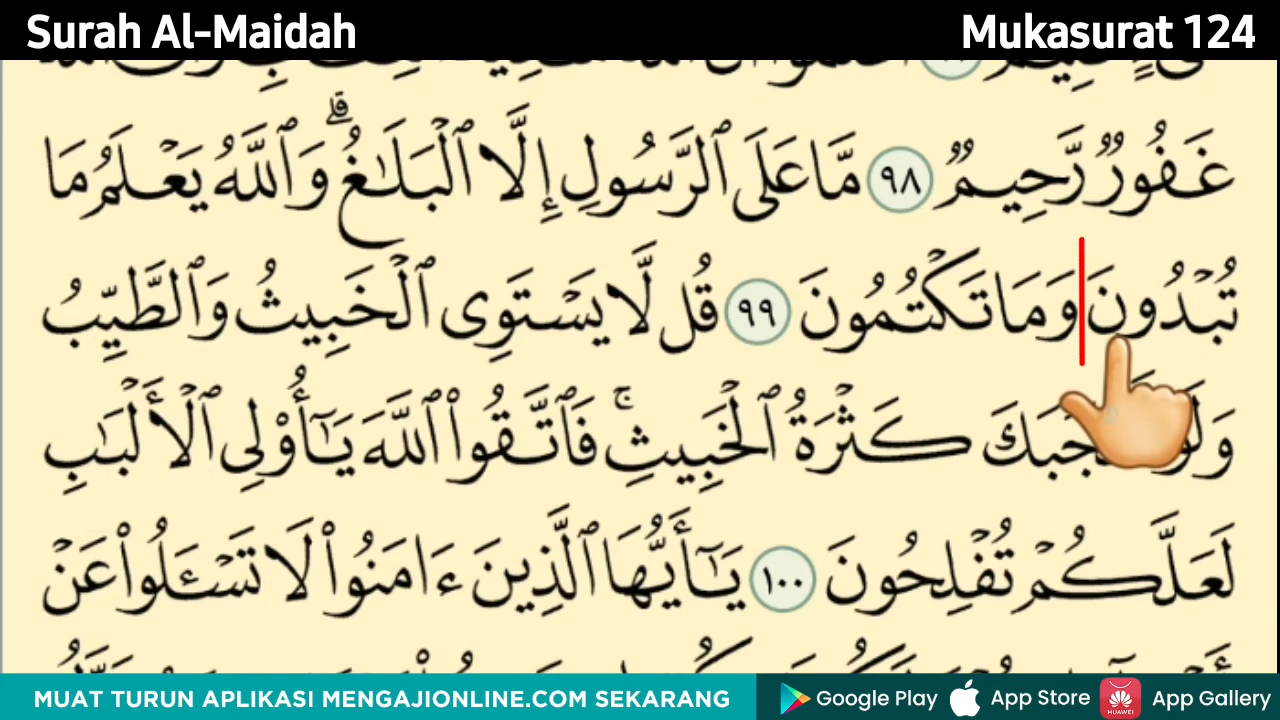 Surah Al-Maidah
Mukasurat 124
غَفُورٌ رَّحِيمٌ ٩٨ مَّا عَلَى ٱلرَّسُولِ إِلَّا ٱلْبَلَـٰغُ ۗ وَٱللَّهُ يَعْلَمُ مَا
تُبْدُونَ وَمَا تَكْتُمُونَ ٩٩ قُل لَّا يَسْتَوِى ٱلْخَبِيثُ وَٱلطَّيِّبُ
كَثْرَةُ ٱلْخَبِيثِ ۚ فَٱتَّقُوا۟ ٱللَّهَ يَـٰٓأُو۟لِى ٱلْأَلْبَـٰبِ
لَعَلَّكُمْ تُفْلِحُونَ ١٠٠ يَـٰٓأَيُّهَا ٱلَّذِينَ ءَامَنُوا۟ لَا تَسْـَٔلُوا۟ عَنْ
MUAT TURUN APLIKASI MENGAJIONLINE.COM SEKARANG
Google Play
App Store
HUAWEI
App Gallery